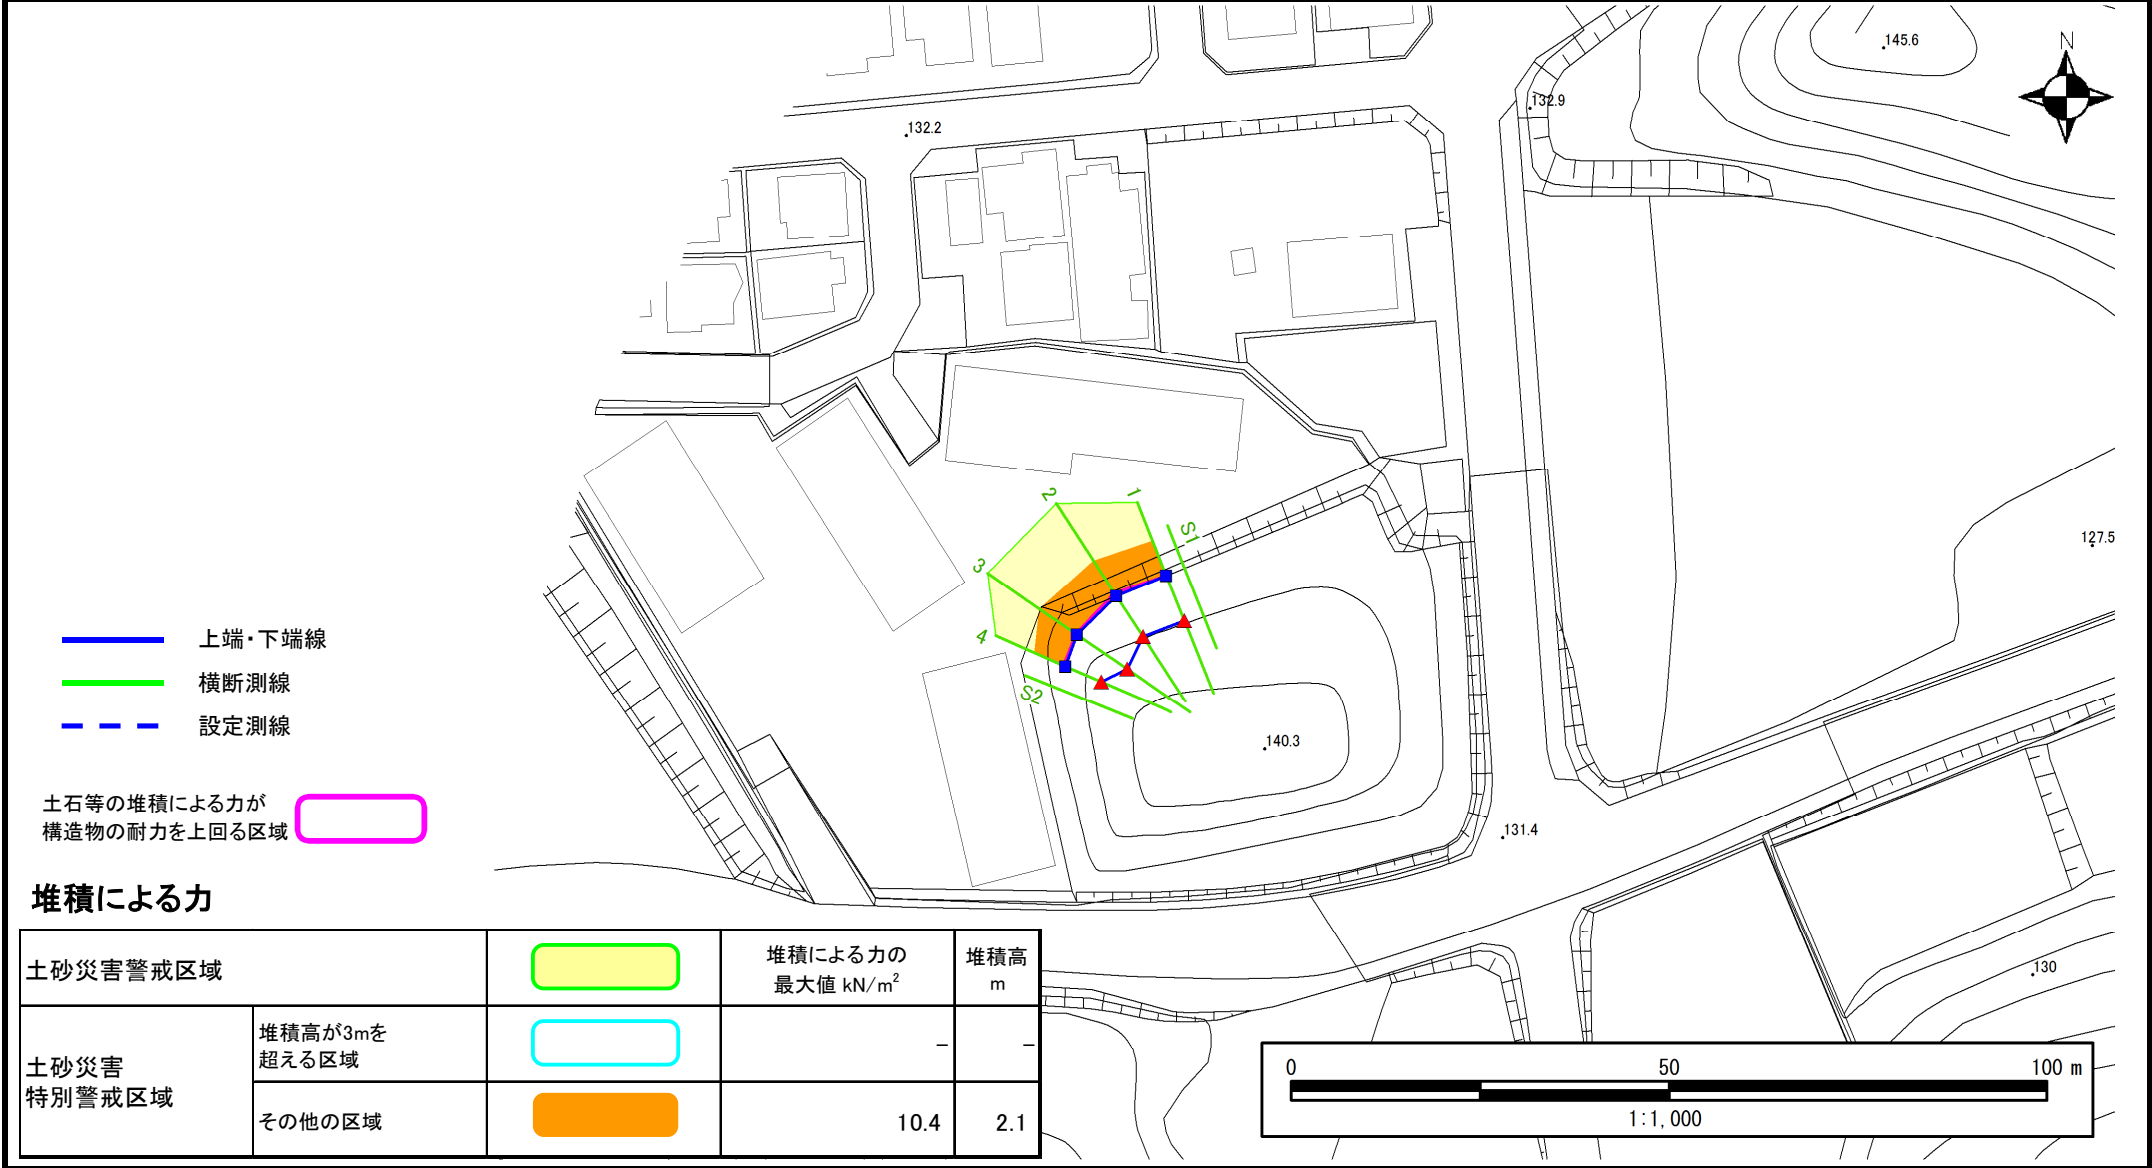 145.6
N
132.9
132.2
127.5
2
1
S1
3
4
S2
140.3
131.4
130
上端・下端線
横断測線
設定測線
土石等の堆積による力が
構造物の耐力を上回る区域
堆積による力
土砂災害警戒区域
堆積による力の
最大値 kN/m²
堆積高
m
土砂災害
特別警戒区域
堆積高が3mを
超える区域
－
－
その他の区域
10.4
2.1
0
50
100 m
1:1,000